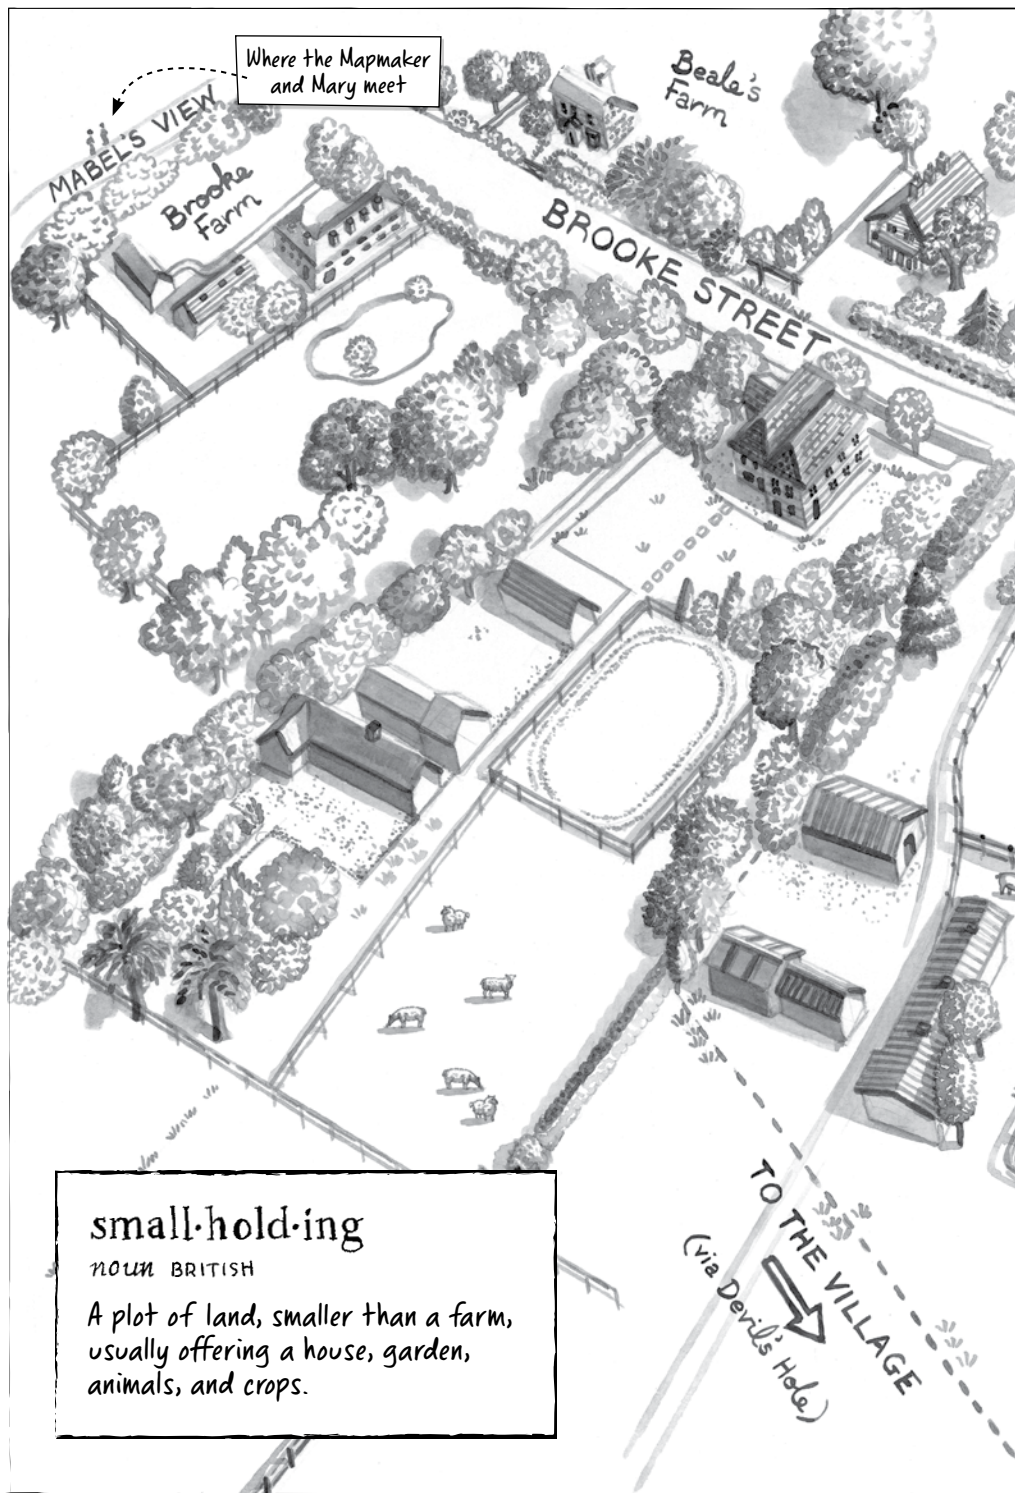 Where the Mapmaker
and Mary meet
MABEL'S VIEW
Brooke
Farm
Beale's
Farm
BROOKE STREET
small·hold·ing
noun BRITISH
A plot of land, smaller than a farm,
usually offering a house, garden,
animals, and crops.
TO THE VILLAGE
(via Devil's Hole)